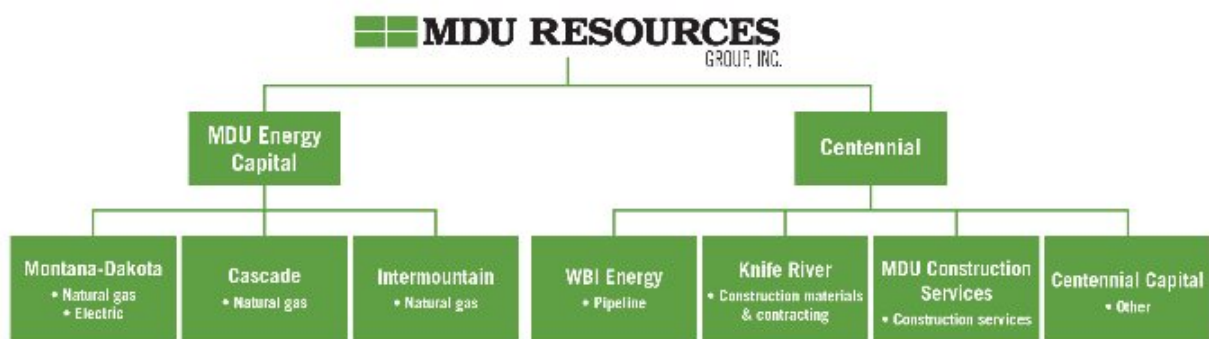 MDU RESOURCES
GROUP, INC.
MDU Energy
Capital
Centennial
Montana-Dakota
• Natural gas
• Electric
Cascade
• Natural gas
Intermountain
• Natural gas
WBI Energy
• Pipeline
Knife River
• Construction materials
& contracting
MDU Construction
Services
• Construction services
Centennial Capital
• Other